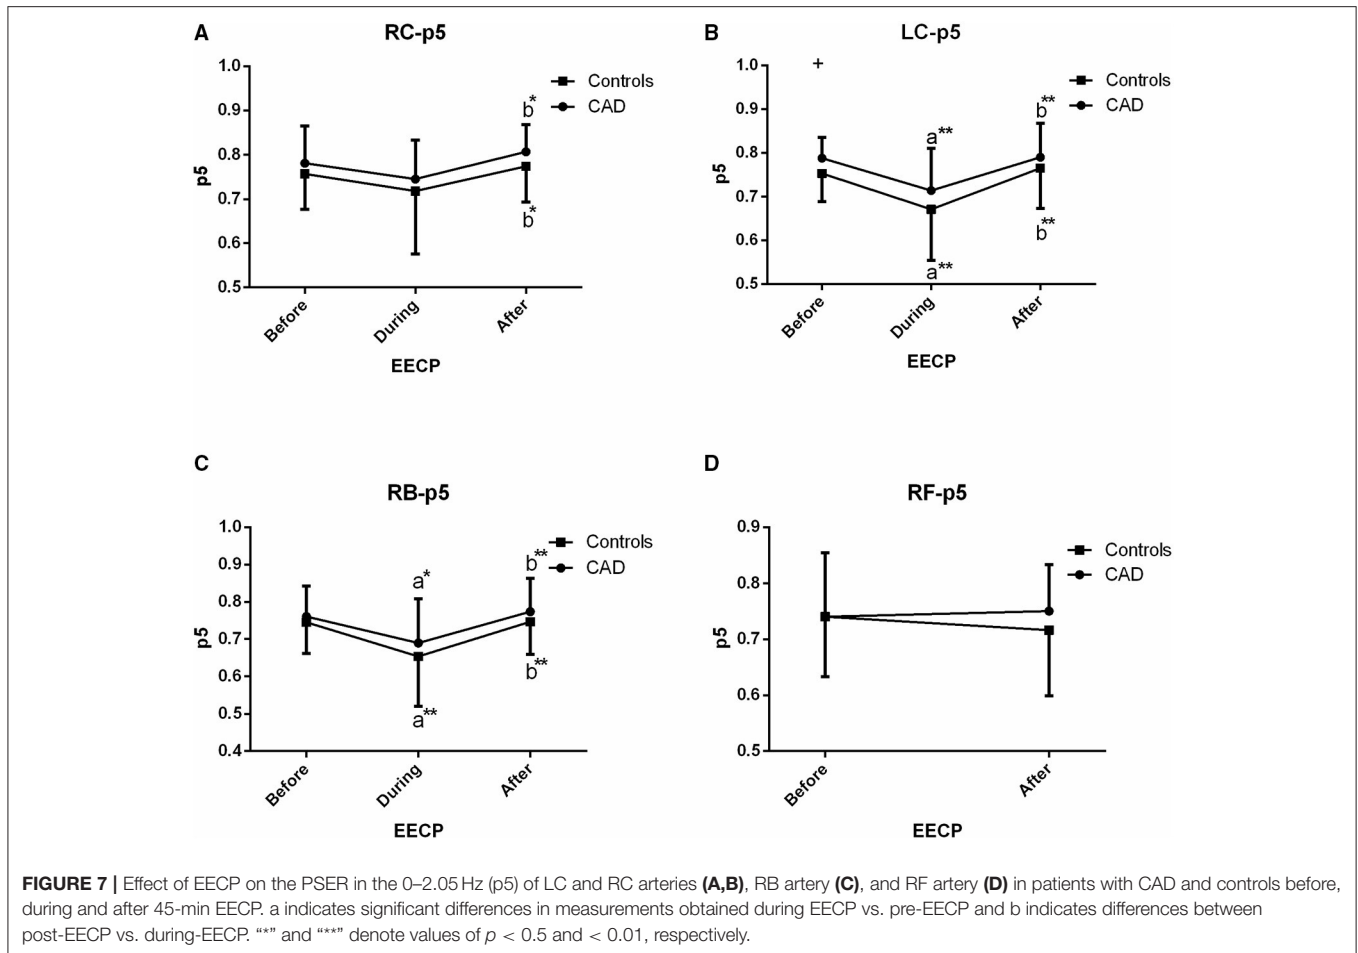 A
RC-p5
1.0
0.9
0.8
0.7
0.6
0.5
p5
Controls
CAD
b*
b*
Before
During
After
EECP
B
LC-p5
1.0
0.9
0.8
0.7
0.6
0.5
p5
+
Controls
CAD
a**
b**
a**
b**
Before
During
After
EECP
C
RB-p5
1.0
0.9
0.8
0.7
0.6
0.5
0.4
p5
Controls
CAD
a*
b**
a**
b**
Before
During
After
EECP
D
RF-p5
0.9
0.8
0.7
0.6
0.5
p5
Controls
CAD
Before
After
EECP
FIGURE 7 | Effect of EECP on the PSER in the 0–2.05 Hz (p5) of LC and RC arteries (A,B), RB artery (C), and RF artery (D) in patients with CAD and controls before,
during and after 45-min EECP. a indicates significant differences in measurements obtained during EECP vs. pre-EECP and b indicates differences between
post-EECP vs. during-EECP. “*” and “**” denote values of p < 0.5 and < 0.01, respectively.